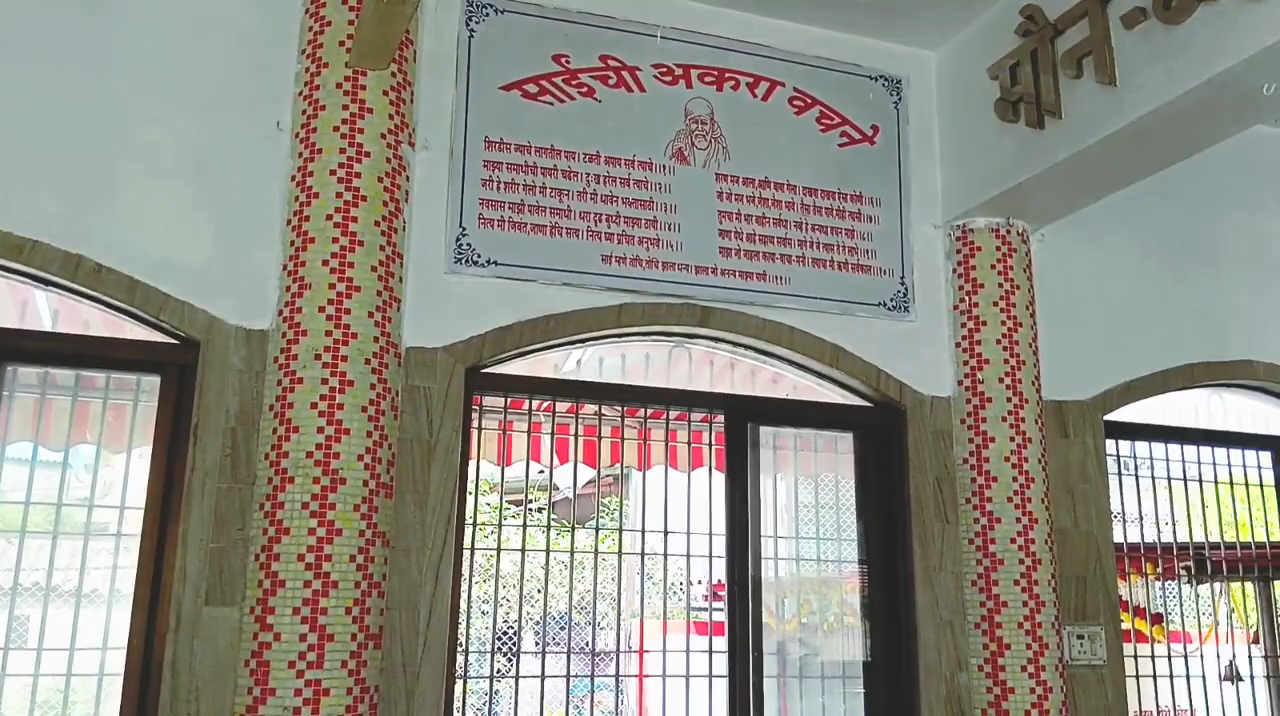 साईंची अकरा वचने
शिरडीस ज्याचे लागतील पाय। टळती अपाय सर्व त्याचे।।१।।
माझ्या समाधीची पायरी चढेल। दुःख हरेल सर्व त्याचे।।२।।
जरी हे शरीर गेलो मी टाकून। तरी मी धावेन भक्तासाठी।।३।।
नवसास माझी पावेल समाधी। धरा दृढ बुध्दी माझ्या ठायी।।४।।
नित्य मी जिवंत,जाणा हेचि सत्य। नित्य घ्या प्रचित अनुभवे।।५।।
शरण मज आला,आणि वाया गेला। दाखवा दाखवा ऐसा कोणी।।६।।
जो जो मज भजे,जैशा,जैशा भावे। तैसा तैसा पावे,मीही त्यासी।।७।।
तुमचा मी भार वाहीन सर्वथा। नव्हे हे अन्यथा वचन माझे।।८।।
जाणा येथे आहे सहाय्य सर्वांस। मागे जे जे त्यास ते ते लाभे।।९।।
माझा जो जाहला काया-वाचा-मनी। तयाचा मी ऋणी सर्वकाळ।।१०।।
साई म्हणे तोचि,तोचि झाला धन्य। झाला जो अनन्य माझ्या पायी।।११।।
मौन-